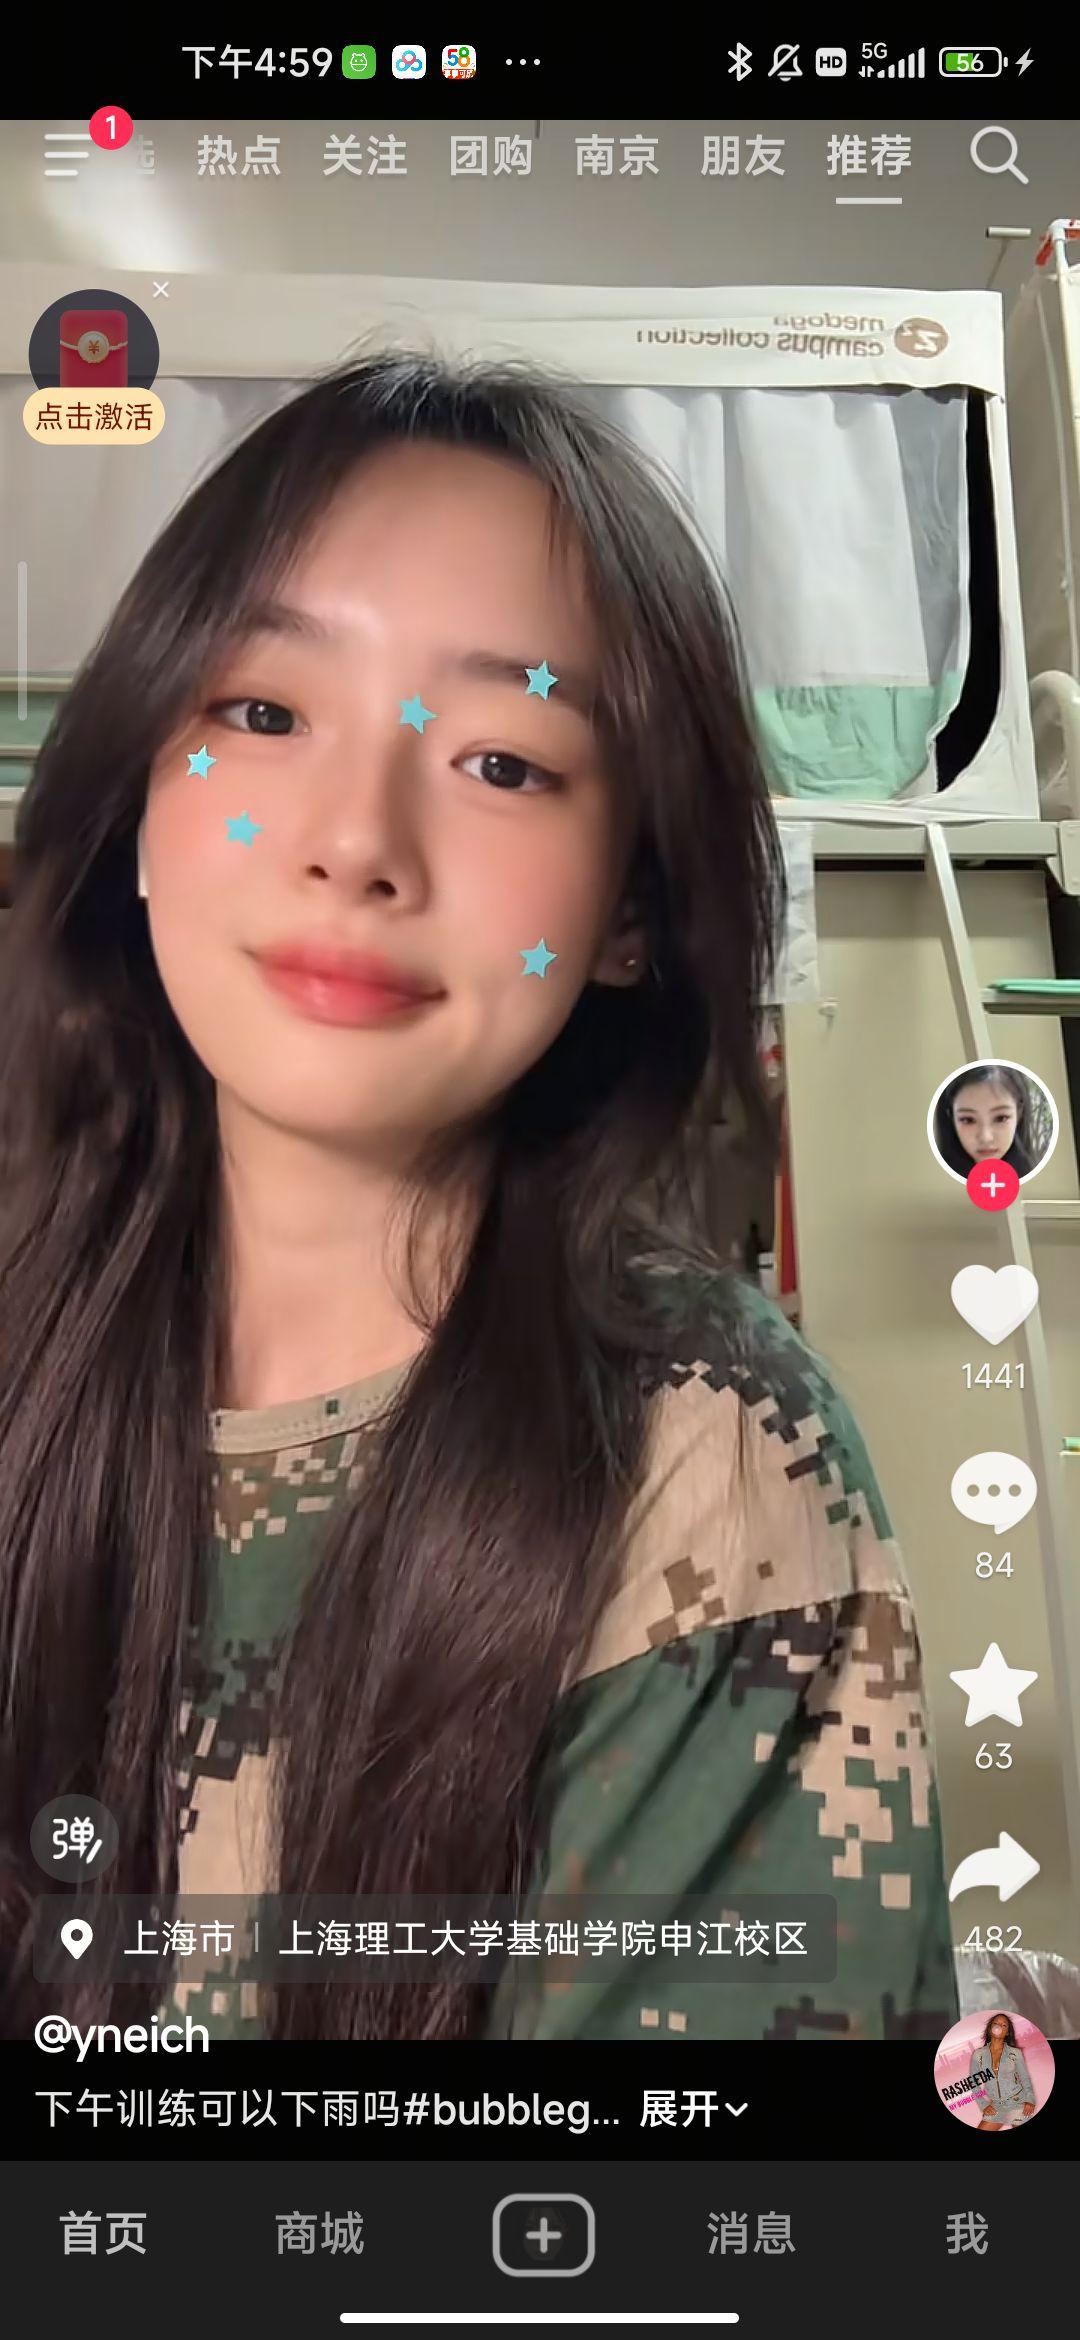 下午4:59
58
HD
5G
56
1
热点 关注 团购 南京 朋友 推荐
点击激活
medoga
campus collection
1441
84
63
弹
482
上海市 | 上海理工大学基础学院申江校区
@yneich
下午训练可以下雨吗#bubbleg... 展开
RASHEEDA
MY BUBBLE GUM
首页 商城 消息 我